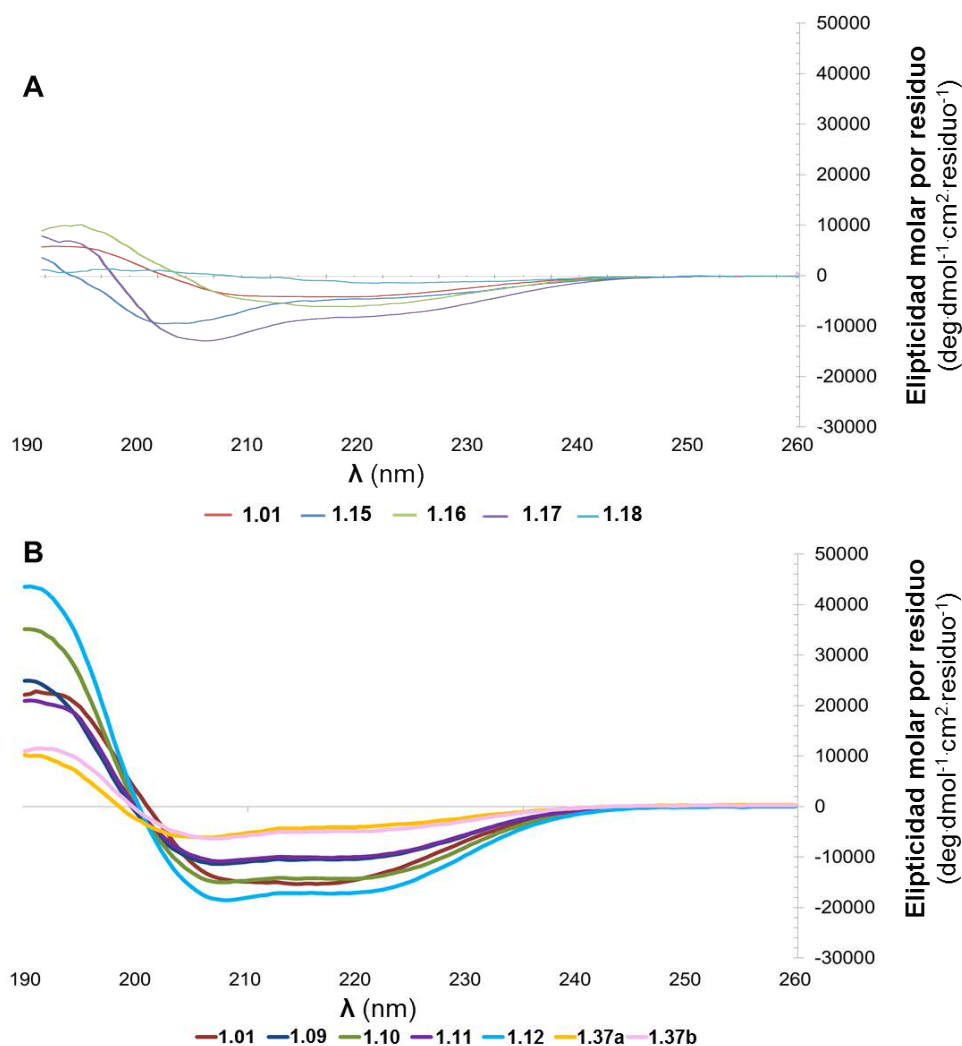 A
50000
40000
30000
20000
10000
0
-10000
-20000
-30000
Elipticidad molar por residuo
(deg·dmol⁻¹·cm²·residuo⁻¹)
190 200 210 220 230 240 250 260
λ (nm)
1.01 1.15 1.16 1.17 1.18
B
50000
40000
30000
20000
10000
0
-10000
-20000
-30000
Elipticidad molar por residuo
(deg·dmol⁻¹·cm²·residuo⁻¹)
190 200 210 220 230 240 250 260
λ (nm)
1.01 1.09 1.10 1.11 1.12 1.37a 1.37b